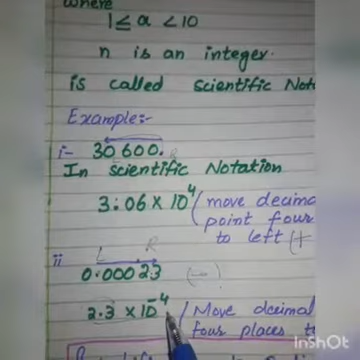 where
1 ≤ a < 10
n is an integer.
is called scientific Nota
Example:-
i- 30600. R
In Scientific Notation
3.06 × 10⁴ (move decima
point four
to left (+
ii L R
0.00023 (-)
2.3 × 10⁻⁴ (Move decimal
four places t
InShOt